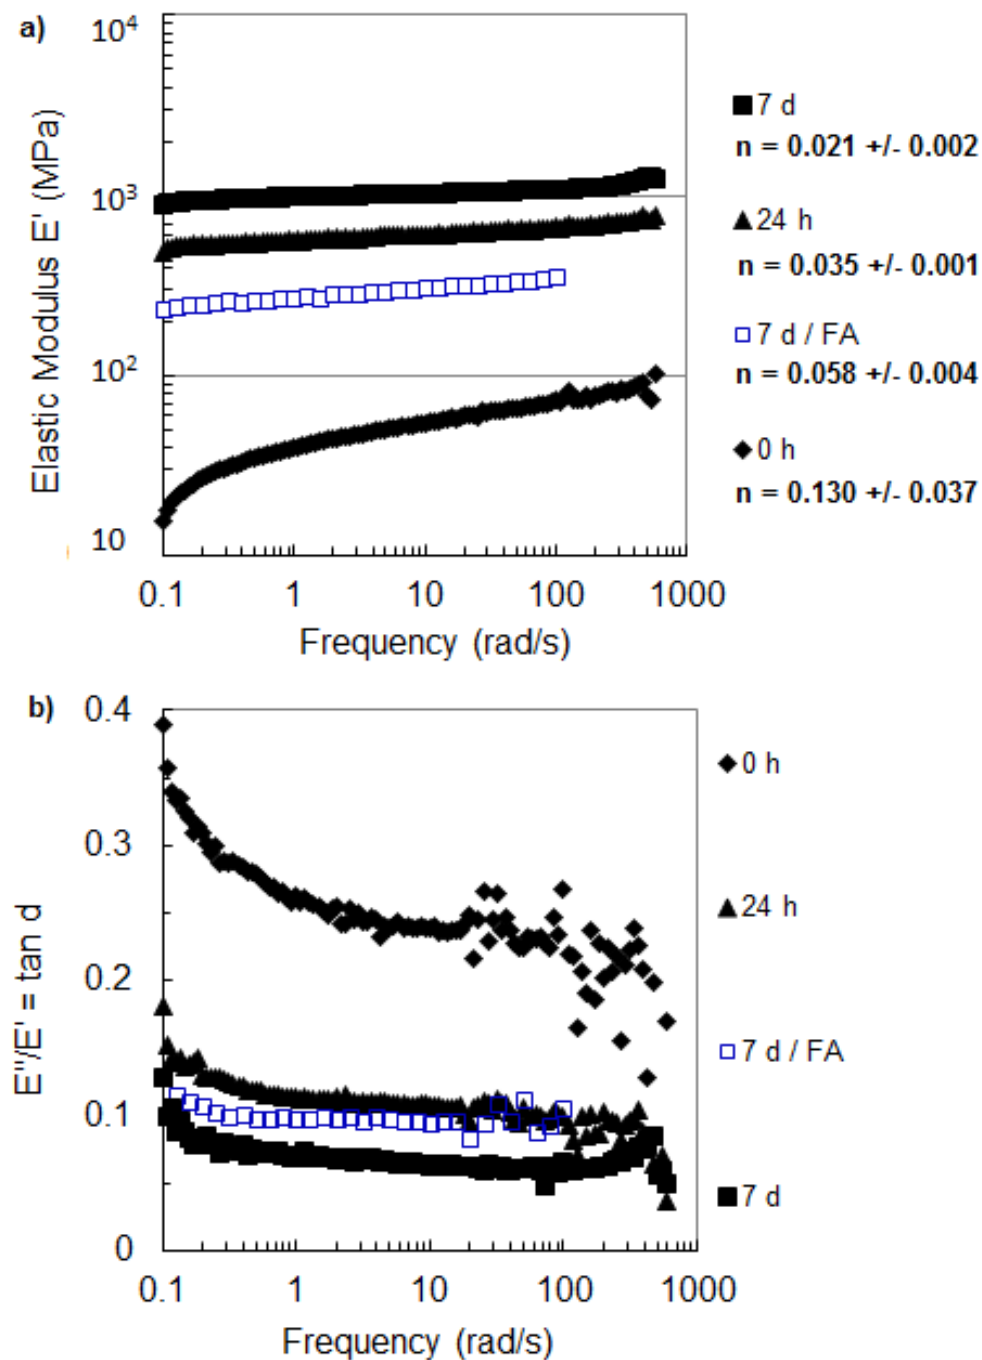 a)
10⁴
10³
10²
10
Elastic Modulus E' (MPa)
0.1 1 10 100 1000
Frequency (rad/s)
7 d
n = 0.021 +/- 0.002
24 h
n = 0.035 +/- 0.001
7 d / FA
n = 0.058 +/- 0.004
0 h
n = 0.130 +/- 0.037
b)
0.4
0.3
0.2
0.1
0
E''/E' = tan d
0.1 1 10 100 1000
Frequency (rad/s)
0 h
24 h
7 d / FA
7 d